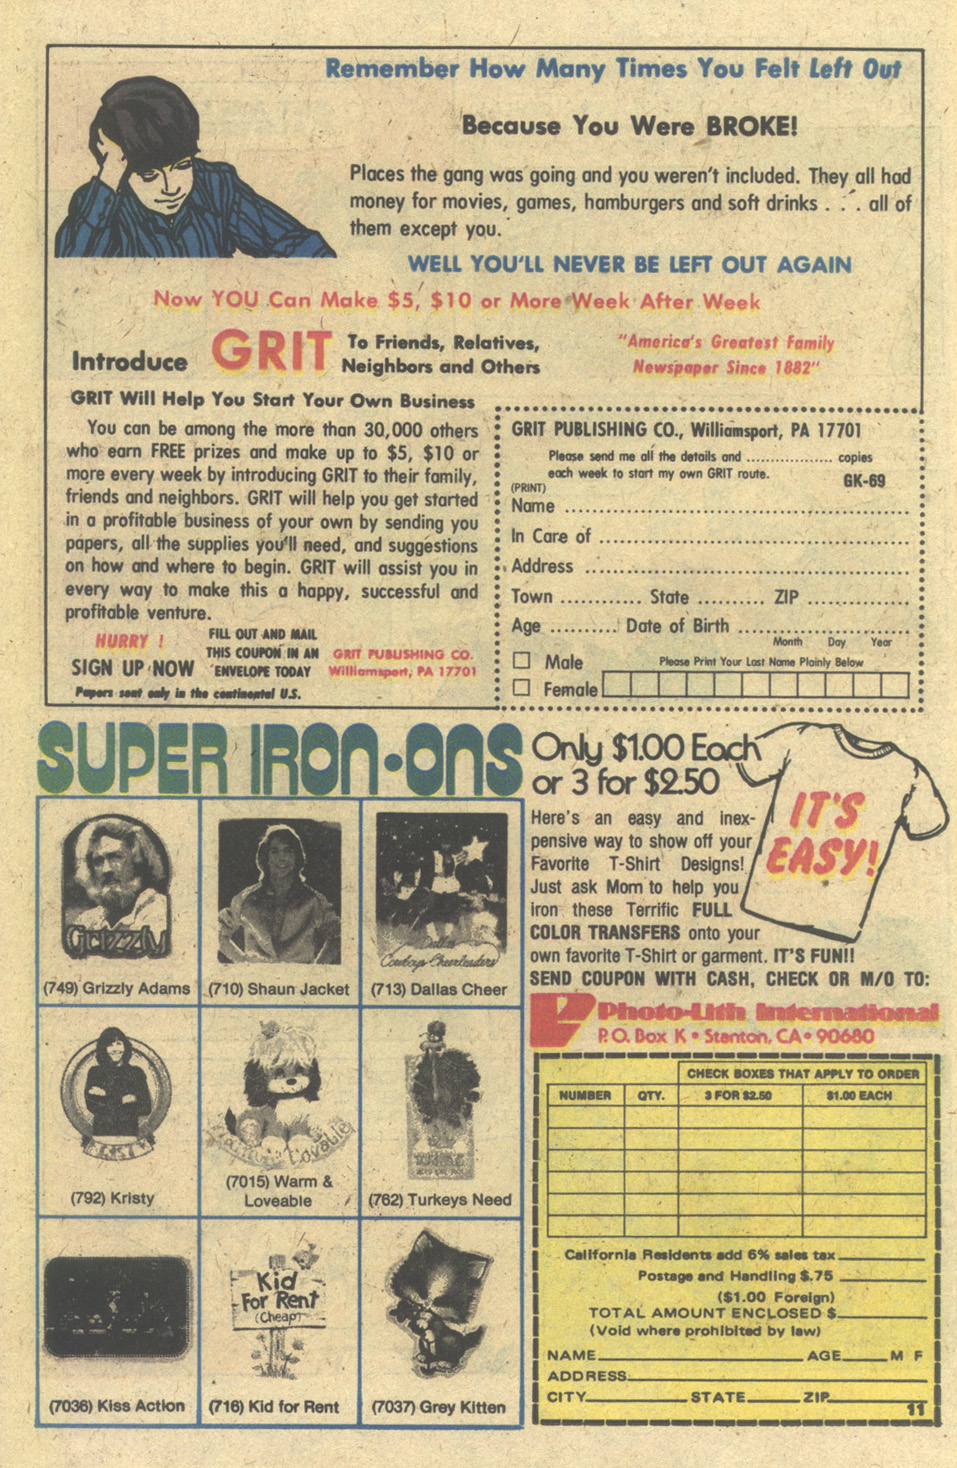 Remember How Many Times You Felt Left Out
Because You Were BROKE!
Places the gang was going and you weren't included. They all had
money for movies, games, hamburgers and soft drinks . . . all of
them except you.
WELL YOU'LL NEVER BE LEFT OUT AGAIN
Now YOU Can Make $5, $10 or More Week After Week
Introduce GRIT To Friends, Relatives,
Neighbors and Others
"America's Greatest Family
Newspaper Since 1882"
GRIT Will Help You Start Your Own Business
You can be among the more than 30,000 others
who earn FREE prizes and make up to $5, $10 or
more every week by introducing GRIT to their family,
friends and neighbors. GRIT will help you get started
in a profitable business of your own by sending you
papers, all the supplies you'll need, and suggestions
on how and where to begin. GRIT will assist you in
every way to make this a happy, successful and
profitable venture.
HURRY !
SIGN UP NOW
FILL OUT AND MAIL
THIS COUPON IN AN
ENVELOPE TODAY
GRIT PUBLISHING CO.
Williamsport, PA 17701
Papers sent only in the continental U.S.
GRIT PUBLISHING CO., Williamsport, PA 17701
Please send me all the details and .................. copies
each week to start my own GRIT route.
GK-69
(PRINT)
Name
In Care of
Address
Town ............ State .......... ZIP
Age .......... Date of Birth
Month Day Year
Male
Female
Please Print Your Last Name Plainly Below
SUPER IRON-ONS
Only $1.00 Each
or 3 for $2.50
IT'S
EASY!
Here's an easy and inex-
pensive way to show off your
Favorite T-Shirt Designs!
Just ask Mom to help you
iron these Terrific FULL
COLOR TRANSFERS onto your
own favorite T-Shirt or garment. IT'S FUN!!
SEND COUPON WITH CASH, CHECK OR M/O TO:
Photo-Lith International
P.O. Box K • Stanton, CA • 90680
Grizzly
(749) Grizzly Adams
(710) Shaun Jacket
Dallas
Cowboys Cheerleaders
(713) Dallas Cheer
(792) Kristy
Lovable
(7015) Warm &
Loveable
(762) Turkeys Need
(7036) Kiss Action
Kid
For Rent
(Cheap)
(716) Kid for Rent
(7037) Grey Kitten
CHECK BOXES THAT APPLY TO ORDER
NUMBER QTY. 3 FOR $2.50 $1.00 EACH
California Residents add 6% sales tax
Postage and Handling $.75
($1.00 Foreign)
TOTAL AMOUNT ENCLOSED $
(Void where prohibited by law)
NAME AGE M F
ADDRESS
CITY STATE ZIP
11